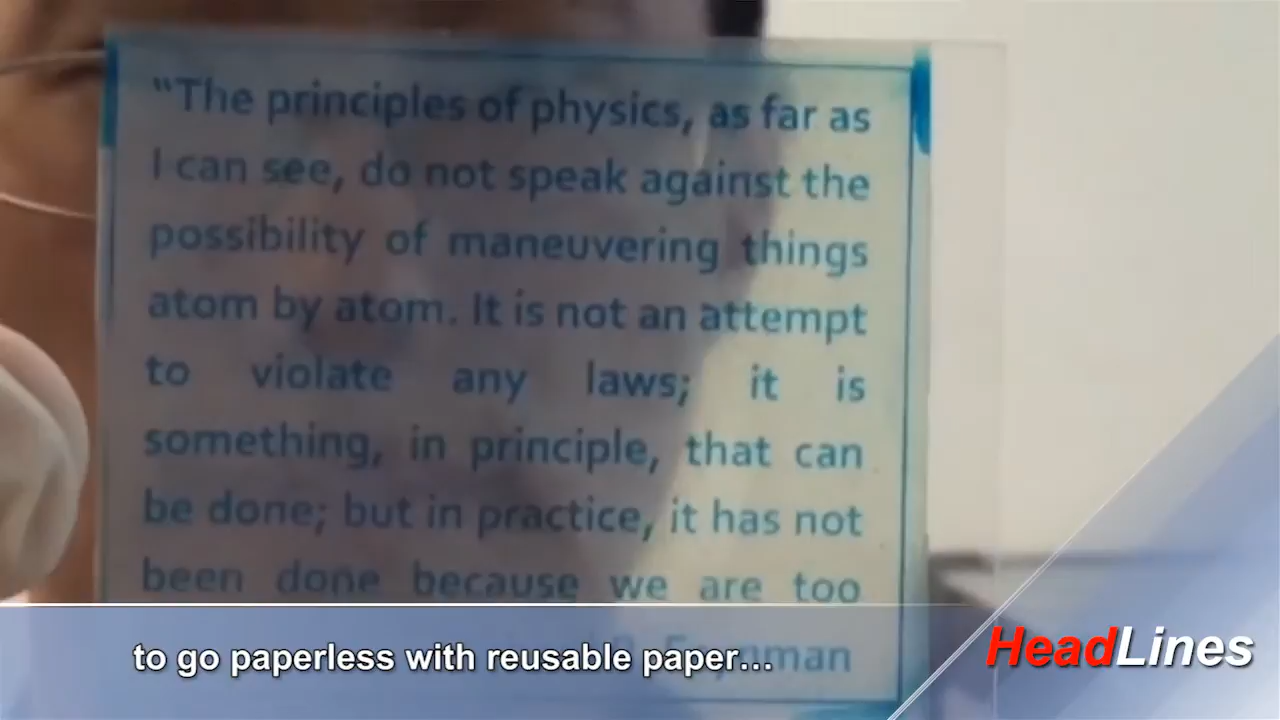 “The principles of physics, as far as
I can see, do not speak against the
possibility of maneuvering things
atom by atom. It is not an attempt
to violate any laws; it is
something, in principle, that can
be done; but in practice, it has not
been done because we are too
to go paperless with reusable paper...
HeadLines